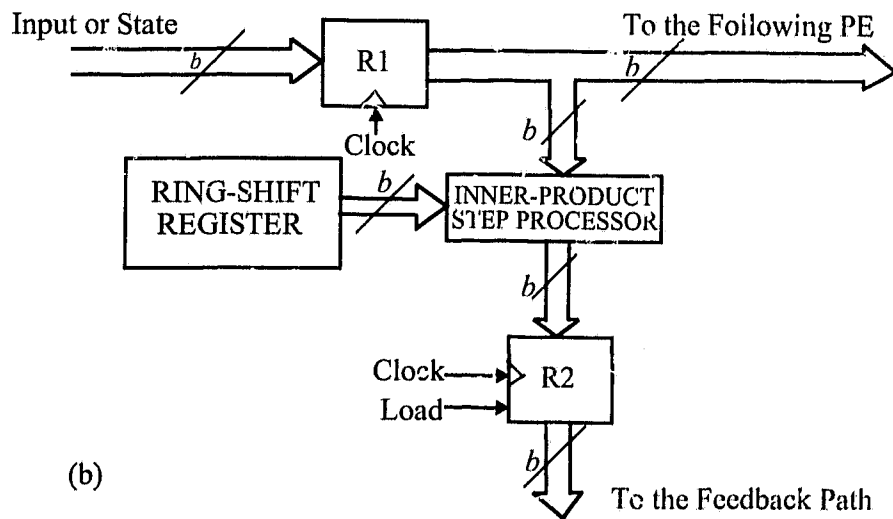 Input or State
To the Following PE
b
R1
b
Clock
b
RING-SHIFT
REGISTER
b
INNER-PRODUCT
STEP PROCESSOR
b
Clock
R2
Load
b
(b)
To the Feedback Path